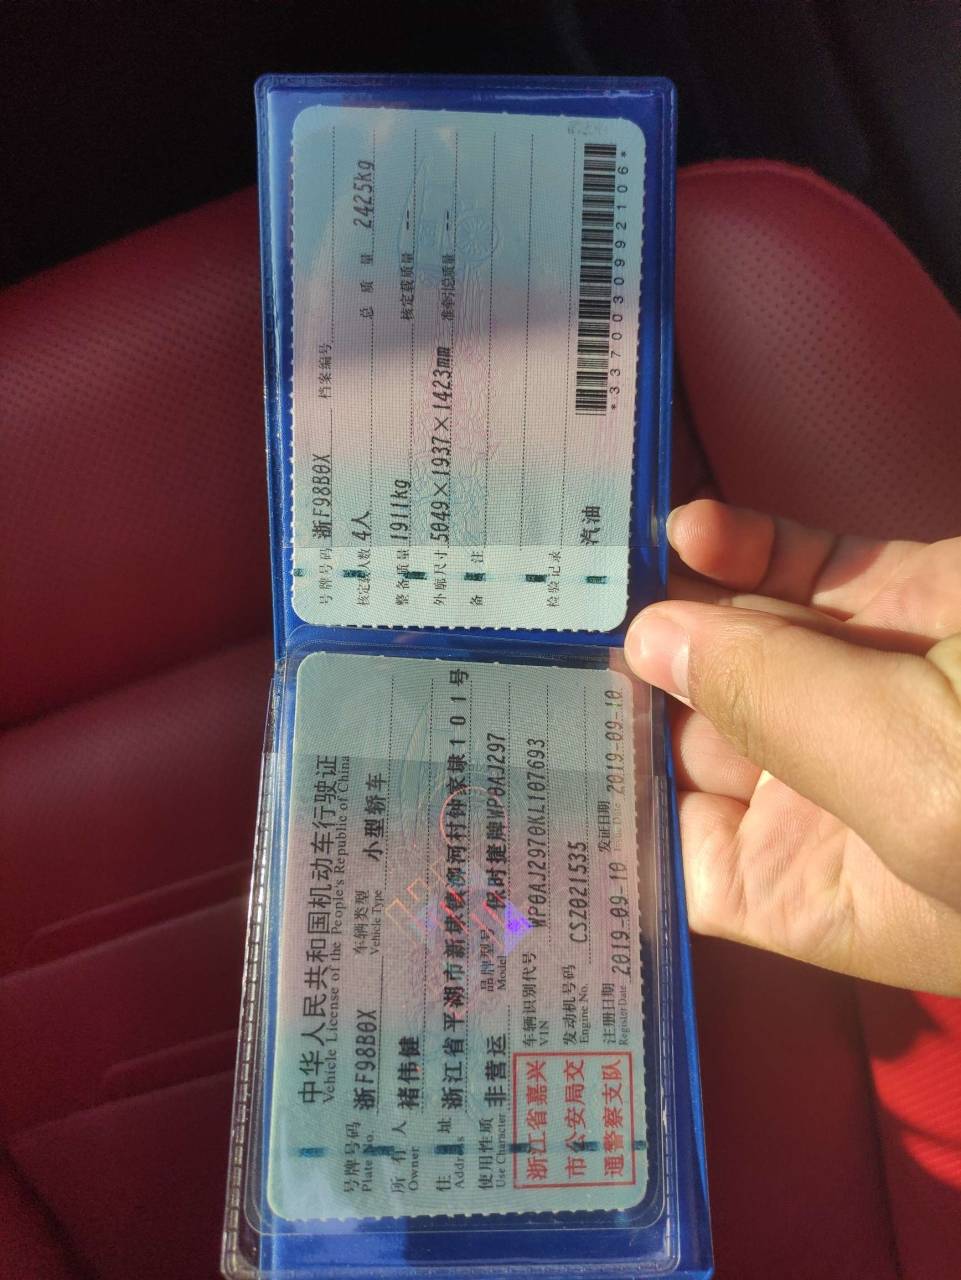 中华人民共和国机动车行驶证
Vehicle License of the People's Republic of China
号牌号码 浙F98B0X 车辆类型 小型轿车
Plate No. Vehicle Type
所有人 褚伟健
Owner
住址 浙江省平湖市新埭镇泖河村钟家埭101号
Address
使用性质 非营运 品牌型号 保时捷牌WP0AJ297
Use Character Model
浙江省嘉兴
市公安局交
通警察支队
车辆识别代号 WP0AJ2970KL107693
VIN
发动机号码 CSZ021535
Engine No.
注册日期 2019-09-10 发证日期 2019-09-10
Register Date Issue Date
号牌号码 浙F98B0X 档案编号
核定载人数 4人 总质量 2425kg
整备质量 1911kg 核定载质量 --
外廓尺寸 5049×1937×1423mm 准牵引总质量 --
备注
检验记录
汽油
*3370030992106*